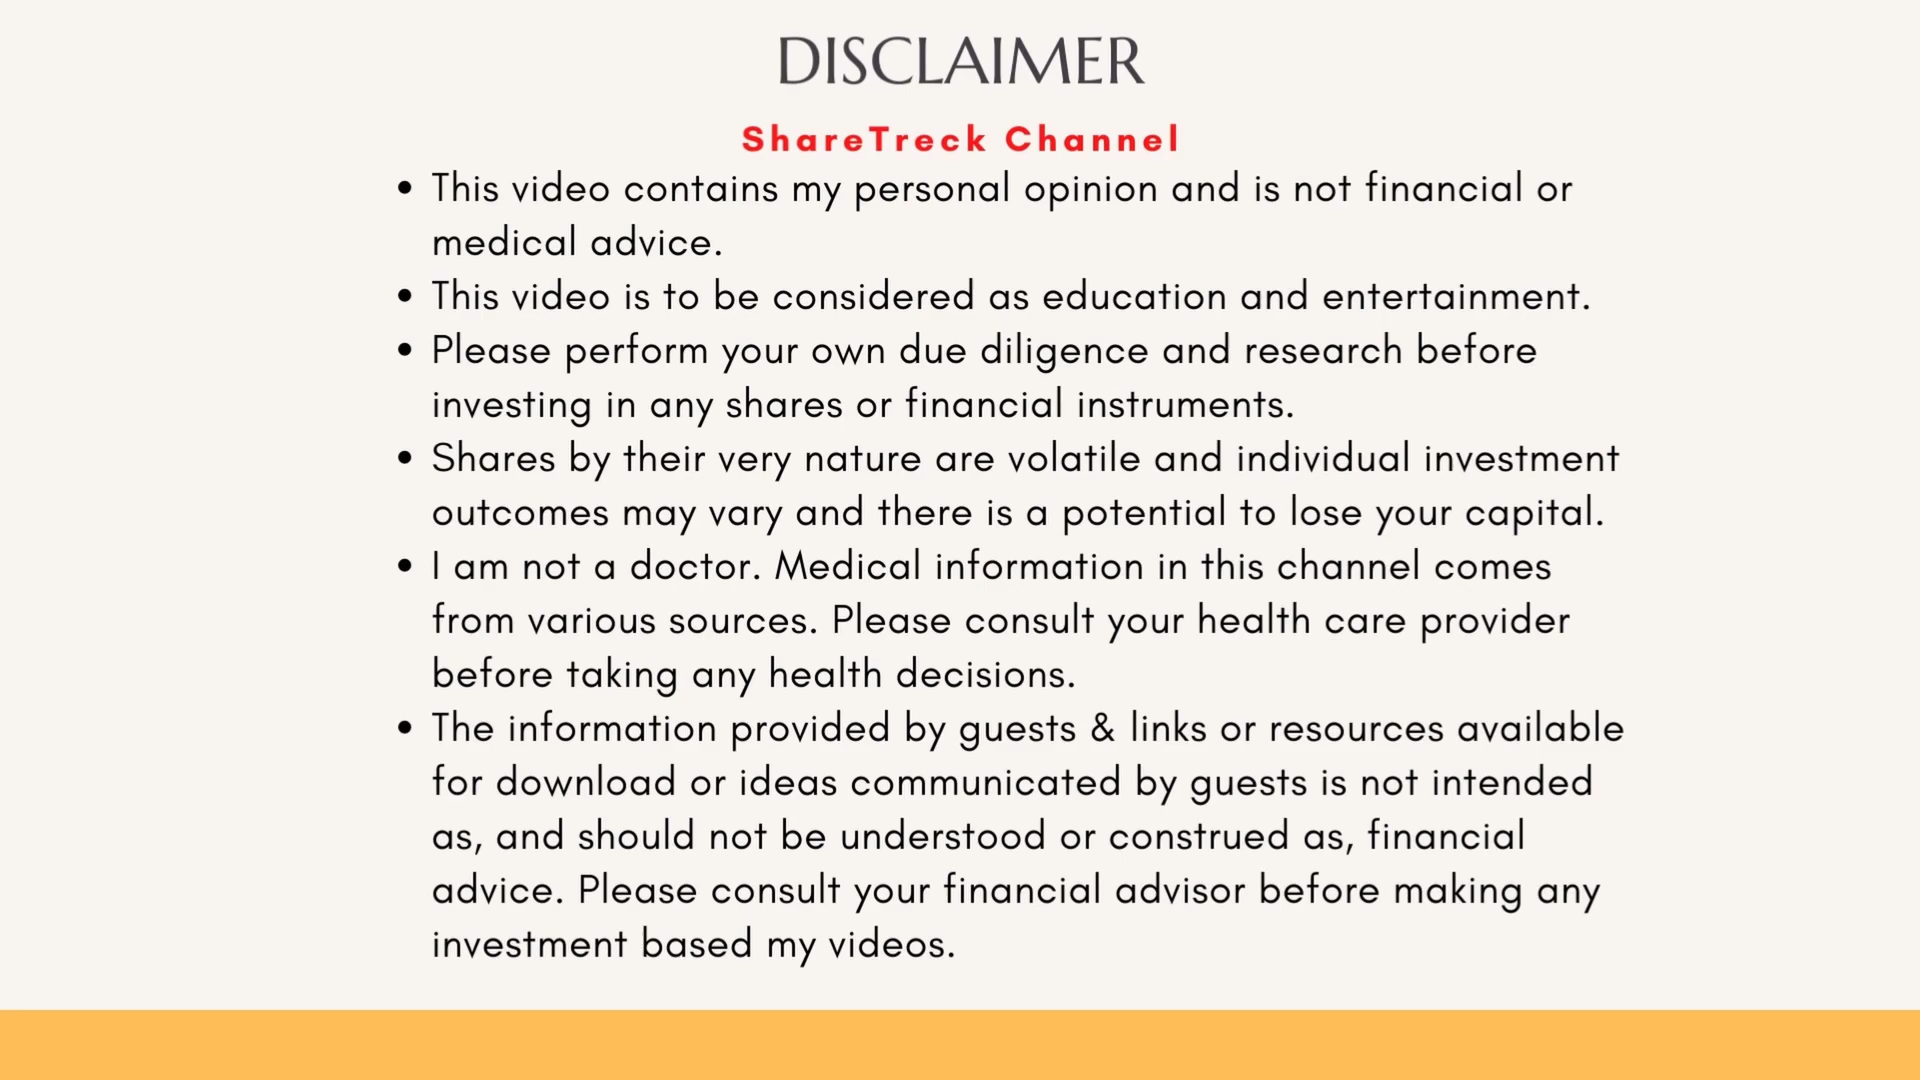 DISCLAIMER
ShareTreck Channel
• This video contains my personal opinion and is not financial or
medical advice.
• This video is to be considered as education and entertainment.
• Please perform your own due diligence and research before
investing in any shares or financial instruments.
• Shares by their very nature are volatile and individual investment
outcomes may vary and there is a potential to lose your capital.
• I am not a doctor. Medical information in this channel comes
from various sources. Please consult your health care provider
before taking any health decisions.
• The information provided by guests & links or resources available
for download or ideas communicated by guests is not intended
as, and should not be understood or construed as, financial
advice. Please consult your financial advisor before making any
investment based my videos.